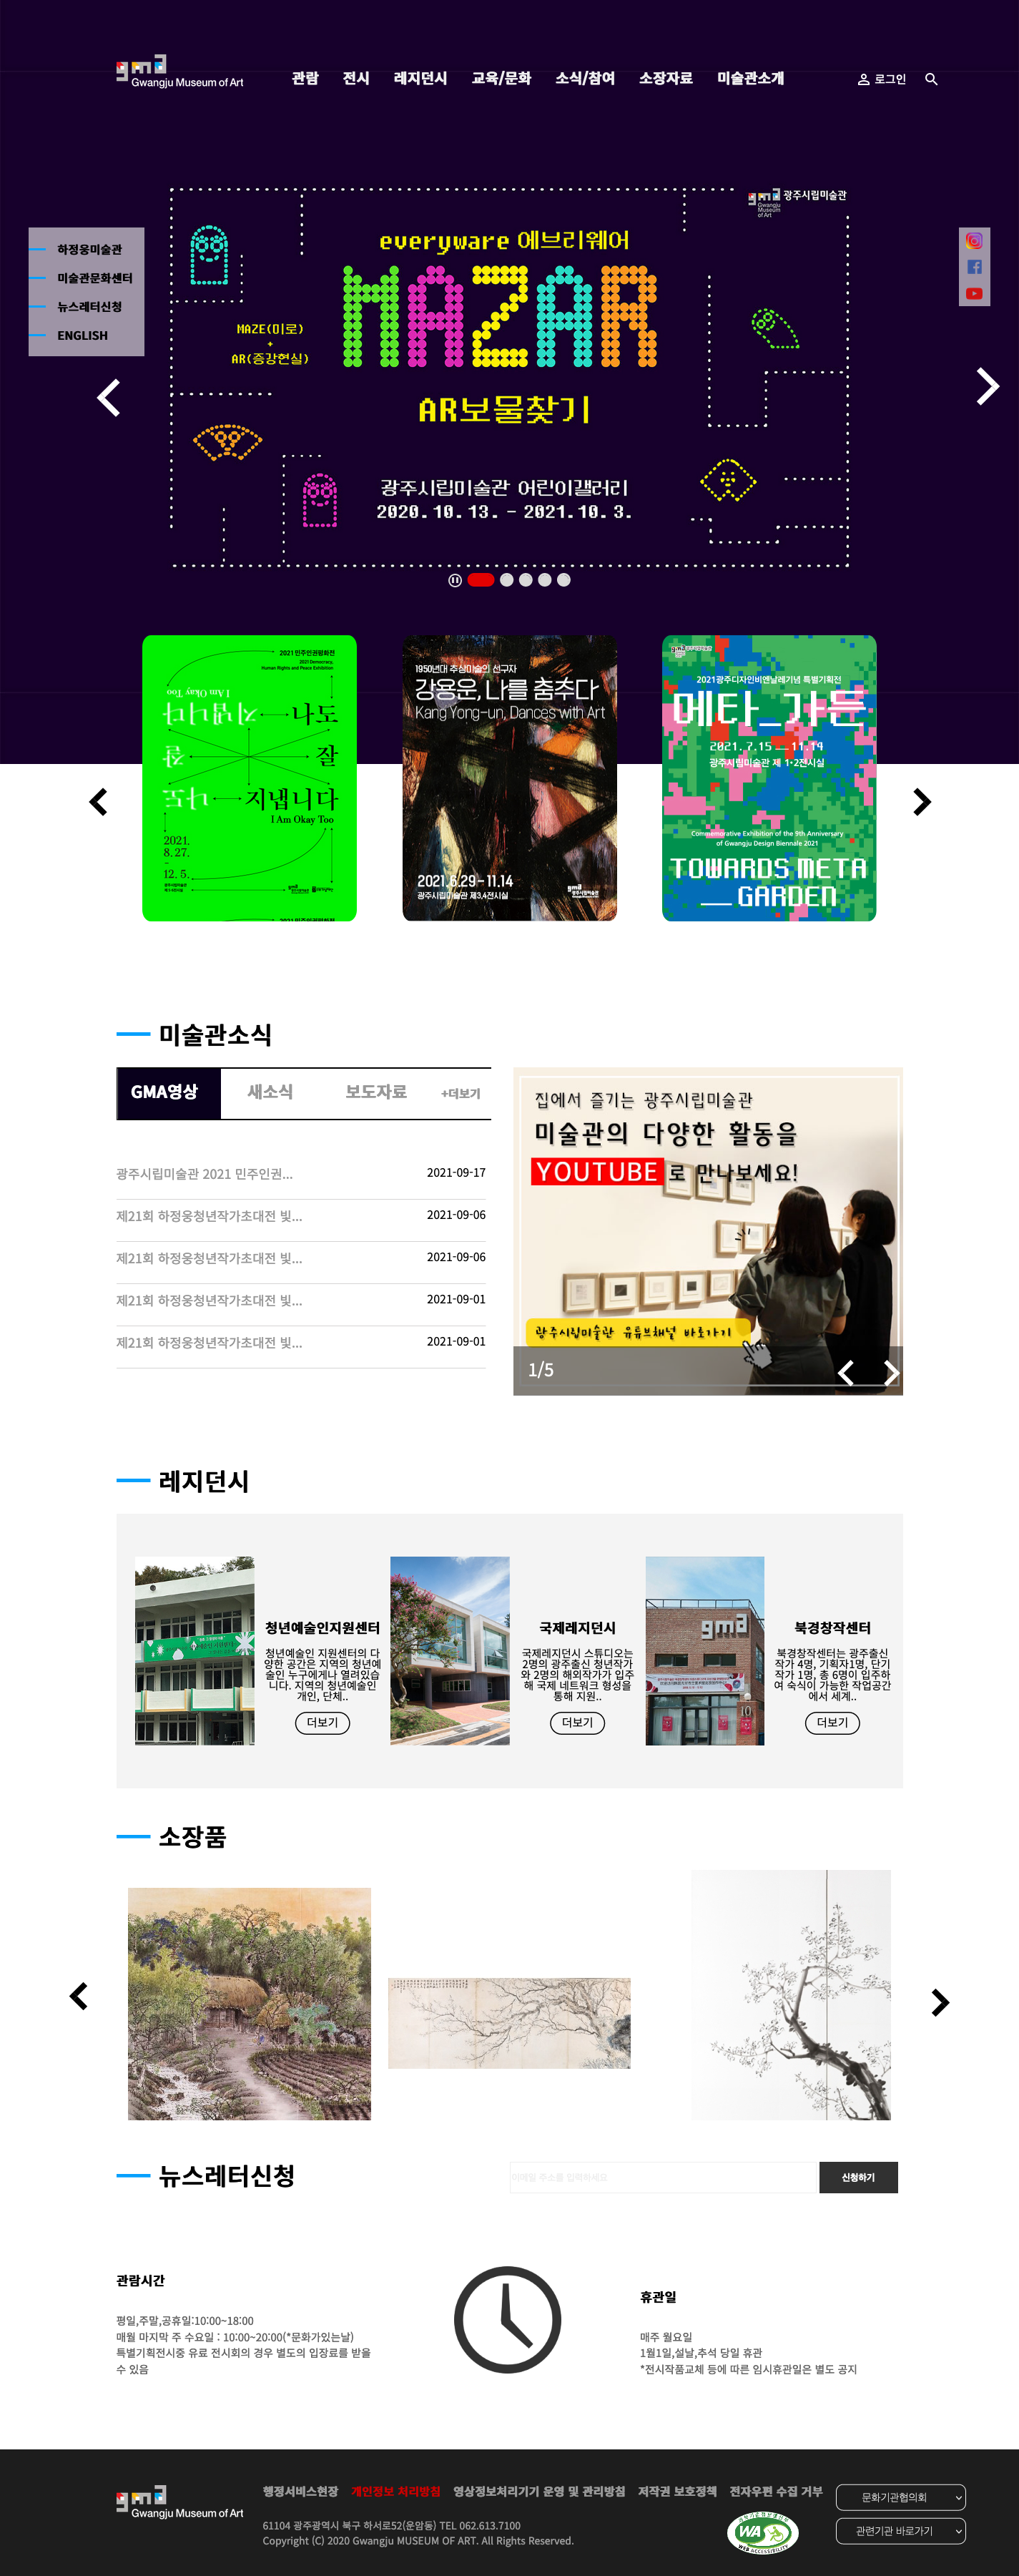 gma
Gwangju Museum of Art
관람 전시 레지던시 교육/문화 소식/참여 소장자료 미술관소개
로그인
하정웅미술관
미술관문화쎈터
뉴스레터신청
ENGLISH
gma 광주시립미술관
Gwangju
Museum
of Art
everyware 에브리웨어
MAZAR
MAZE(미로)
+
AR(증강현실)
AR보물찾기
광주시립미술관 어린이갤러리
2020.10.13. - 2021.10.3.
2021 민주인권평화전
2021 Democracy,
Human Rights and Peace Exhibition
I Am Okay Too
지냅니다 나도
잘 잘
나도 지냅니다
I Am Okay Too
2021.
8. 27.
-
12. 5.
1950년대 추상미술의 선구자
강용운, 나를 춤추다
Kang Yong-un, Dances with Art
2021.6.29 - 11.14
광주시립미술관 제3,4전시실
2021광주디자인비엔날레기념 특별기획전
메타_가든
2021.7.15__11.14
광주시립미술관 제 1·2전시실
Commemorative Exhibition of the 9th Anniversary
of Gwangju Design Biennale 2021
TOWARDS META
__GARDEN
미술관소식
GMA영상 새소식 보도자료 +더보기
광주시립미술관 2021 민주인권... 2021-09-17
제21회 하정웅청년작가초대전 빛... 2021-09-06
제21회 하정웅청년작가초대전 빛... 2021-09-06
제21회 하정웅청년작가초대전 빛... 2021-09-01
제21회 하정웅청년작가초대전 빛... 2021-09-01
집에서 즐기는 광주시립미술관
미술관의 다양한 활동을
YOUTUBE로 만나보세요!
광주시립미술관 유튜브채널 바로가기
1/5
레지던시
청년예술인지원센터
청년예술인 지원센터의 다
양한 공간은 지역의 청년예
술인 누구에게나 열려있습
니다. 지역의 청년예술인
개인, 단체..
더보기
국제레지던시
국제레지던시 스튜디오는
2명의 광주출신 청년작가
와 2명의 해외작가가 입주
해 국제 네트워크 형성을
통해 지원..
더보기
gma
북경창작센터
북경창작센터는 광주출신
작가 4명, 기획자1명, 단기
작가 1명, 총 6명이 입주하
여 숙식이 가능한 작업공간
에서 세계..
더보기
소장품
뉴스레터신청
이메일 주소를 입력하세요
신청하기
관람시간
평일,주말,공휴일:10:00~18:00
매월 마지막 주 수요일 : 10:00~20:00(*문화가있는날)
특별기획전시중 유료 전시회의 경우 별도의 입장료를 받을
수 있음
휴관일
매주 월요일
1월1일,설날,추석 당일 휴관
*전시작품교체 등에 따른 임시휴관일은 별도 공지
gma
Gwangju Museum of Art
행정서비스헌장 개인정보 처리방침 영상정보처리기기 운영 및 관리방침 저작권 보호정책 전자우편 수집 거부
61104 광주광역시 북구 하서로52(운암동) TEL 062.613.7100
Copyright (C) 2020 Gwangju MUSEUM OF ART. All Rights Reserved.
WA
WEB ACCESSIBILITY
문화기관협의회
관련기관 바로가기